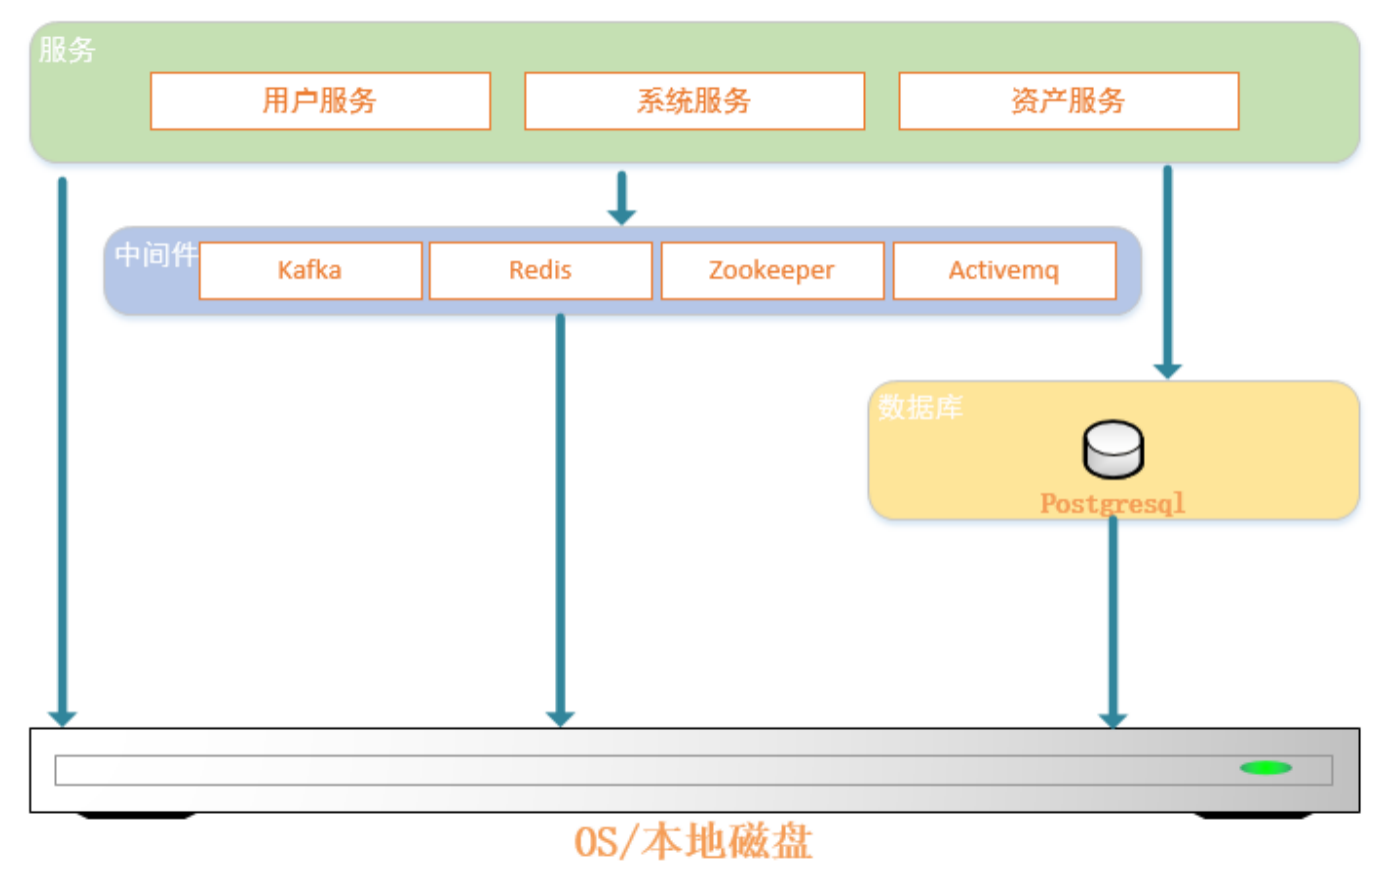 服务
用户服务
系统服务
资产服务
中间件
Kafka
Redis
Zookeeper
Activemq
数据库
Postgresql
OS/本地磁盘